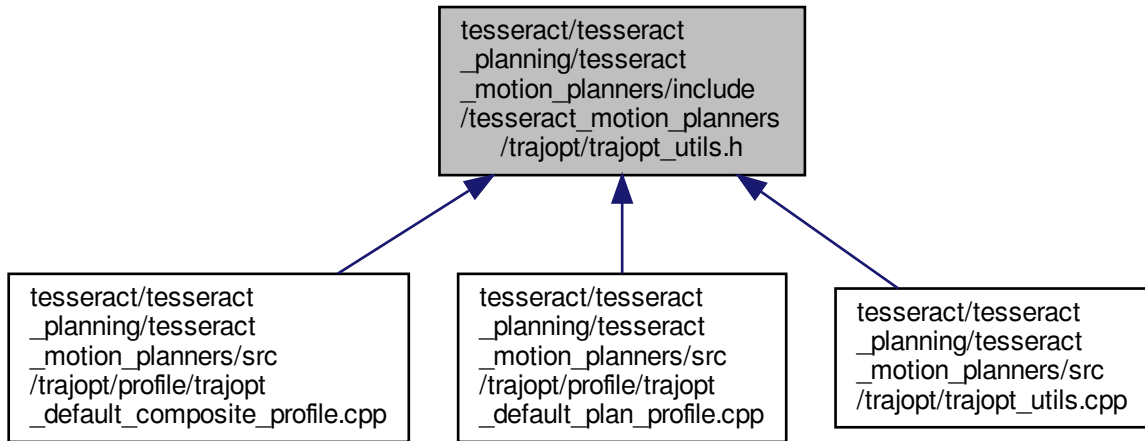 tesseract/tesseract
_planning/tesseract
_motion_planners/include
/tesseract_motion_planners
/trajopt/trajopt_utils.h
tesseract/tesseract
_planning/tesseract
_motion_planners/src
/trajopt/profile/trajopt
_default_composite_profile.cpp
tesseract/tesseract
_planning/tesseract
_motion_planners/src
/trajopt/profile/trajopt
_default_plan_profile.cpp
tesseract/tesseract
_planning/tesseract
_motion_planners/src
/trajopt/trajopt_utils.cpp